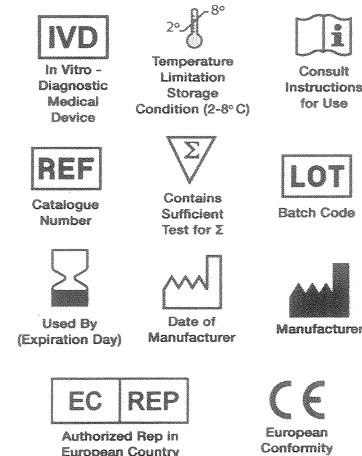 IVD
In Vitro -
Diagnostic
Medical
Device
2° 8°
Temperature
Limitation
Storage
Condition (2-8°C)
i
Consult
Instructions
for Use
REF
Catalogue
Number
Σ
Contains
Sufficient
Test for Σ
LOT
Batch Code
Used By
(Expiration Day)
Date of
Manufacturer
Manufacturer
EC REP
Authorized Rep in
European Country
CE
European
Conformity